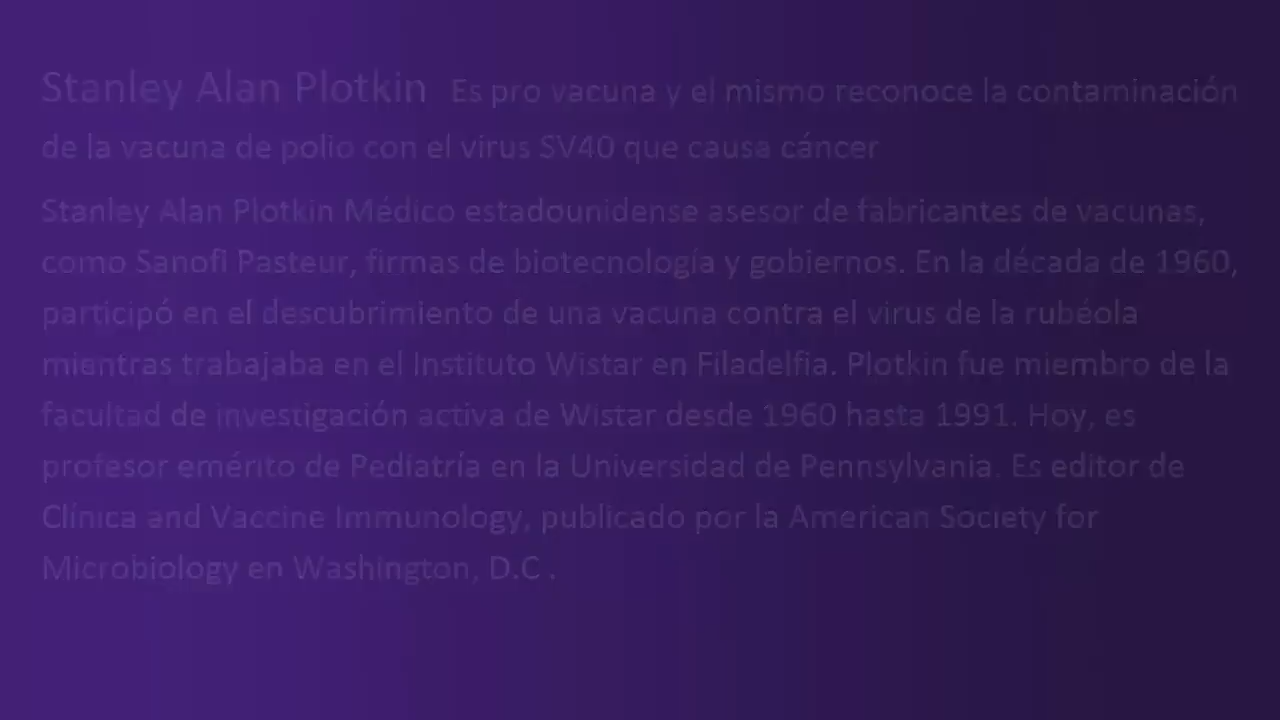 Stanley Alan Plotkin Es pro vacuna y el mismo reconoce la contaminación
de la vacuna de polio con el virus SV40 que causa cáncer
Stanley Alan Plotkin Médico estadounidense asesor de fabricantes de vacunas,
como Sanofi Pasteur, firmas de biotecnología y gobiernos. En la década de 1960,
participó en el descubrimiento de una vacuna contra el virus de la rubéola
mientras trabajaba en el Instituto Wistar en Filadelfia. Plotkin fue miembro de la
facultad de investigación activa de Wistar desde 1960 hasta 1991. Hoy, es
profesor emérito de Pediatría en la Universidad de Pennsylvania. Es editor de
Clínica and Vaccine Immunology, publicado por la American Society for
Microbiology en Washington, D.C .